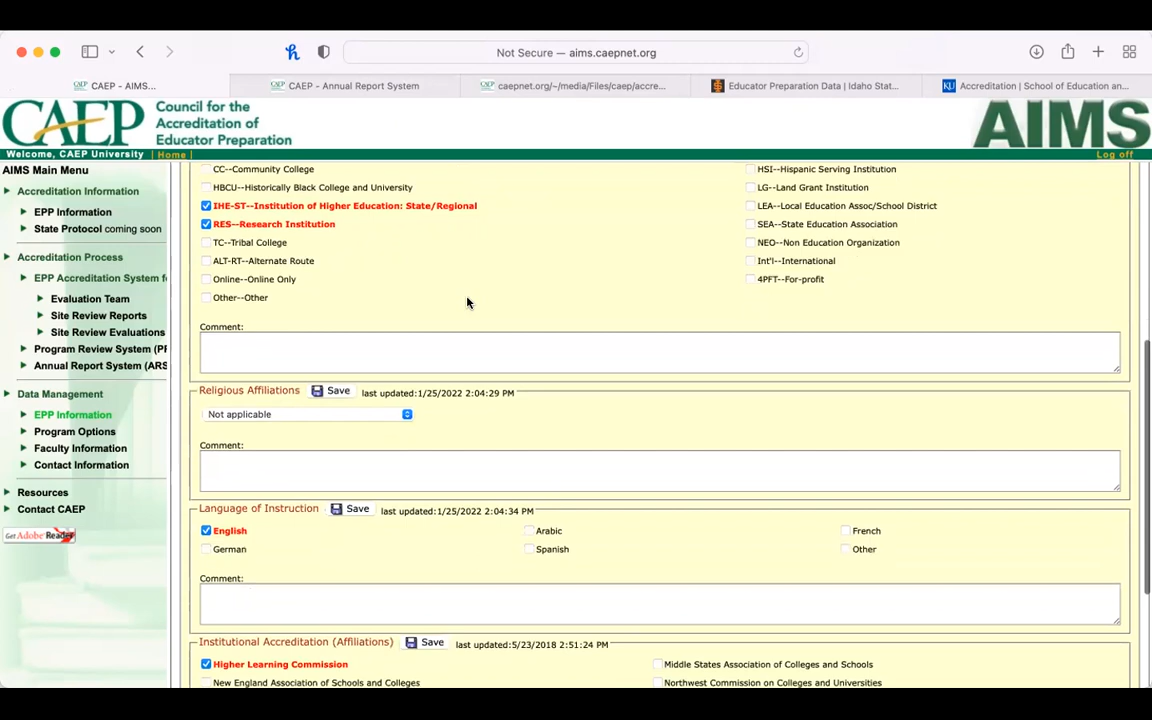 Not Secure — aims.caepnet.org
CAEP - AIMS...
CAEP - Annual Report System
caepnet.org/~/media/Files/caep/accre...
Educator Preparation Data | Idaho Stat...
KU Accreditation | School of Education an...
CAEP Council for the Accreditation of Educator Preparation
AIMS
Welcome, CAEP University | Home |
Log off
AIMS Main Menu
Accreditation Information
EPP Information
State Protocol coming soon
Accreditation Process
EPP Accreditation System f
Evaluation Team
Site Review Reports
Site Review Evaluations
Program Review System (PF
Annual Report System (ARS
Data Management
EPP Information
Program Options
Faculty Information
Contact Information
Resources
Contact CAEP
Get Adobe Reader
CC--Community College
HSI--Hispanic Serving Institution
HBCU--Historically Black College and University
LG--Land Grant Institution
IHE-ST--Institution of Higher Education: State/Regional
LEA--Local Education Assoc/School District
RES--Research Institution
SEA--State Education Association
TC--Tribal College
NEO--Non Education Organization
ALT-RT--Alternate Route
Int'l--International
Online--Online Only
4PFT--For-profit
Other--Other
Comment:
Religious Affiliations Save last updated:1/25/2022 2:04:29 PM
Not applicable
Comment:
Language of Instruction Save last updated:1/25/2022 2:04:34 PM
English
Arabic
French
German
Spanish
Other
Comment:
Institutional Accreditation (Affiliations) Save last updated:5/23/2018 2:51:24 PM
Higher Learning Commission
Middle States Association of Colleges and Schools
New England Association of Schools and Colleges
Northwest Commission on Colleges and Universities